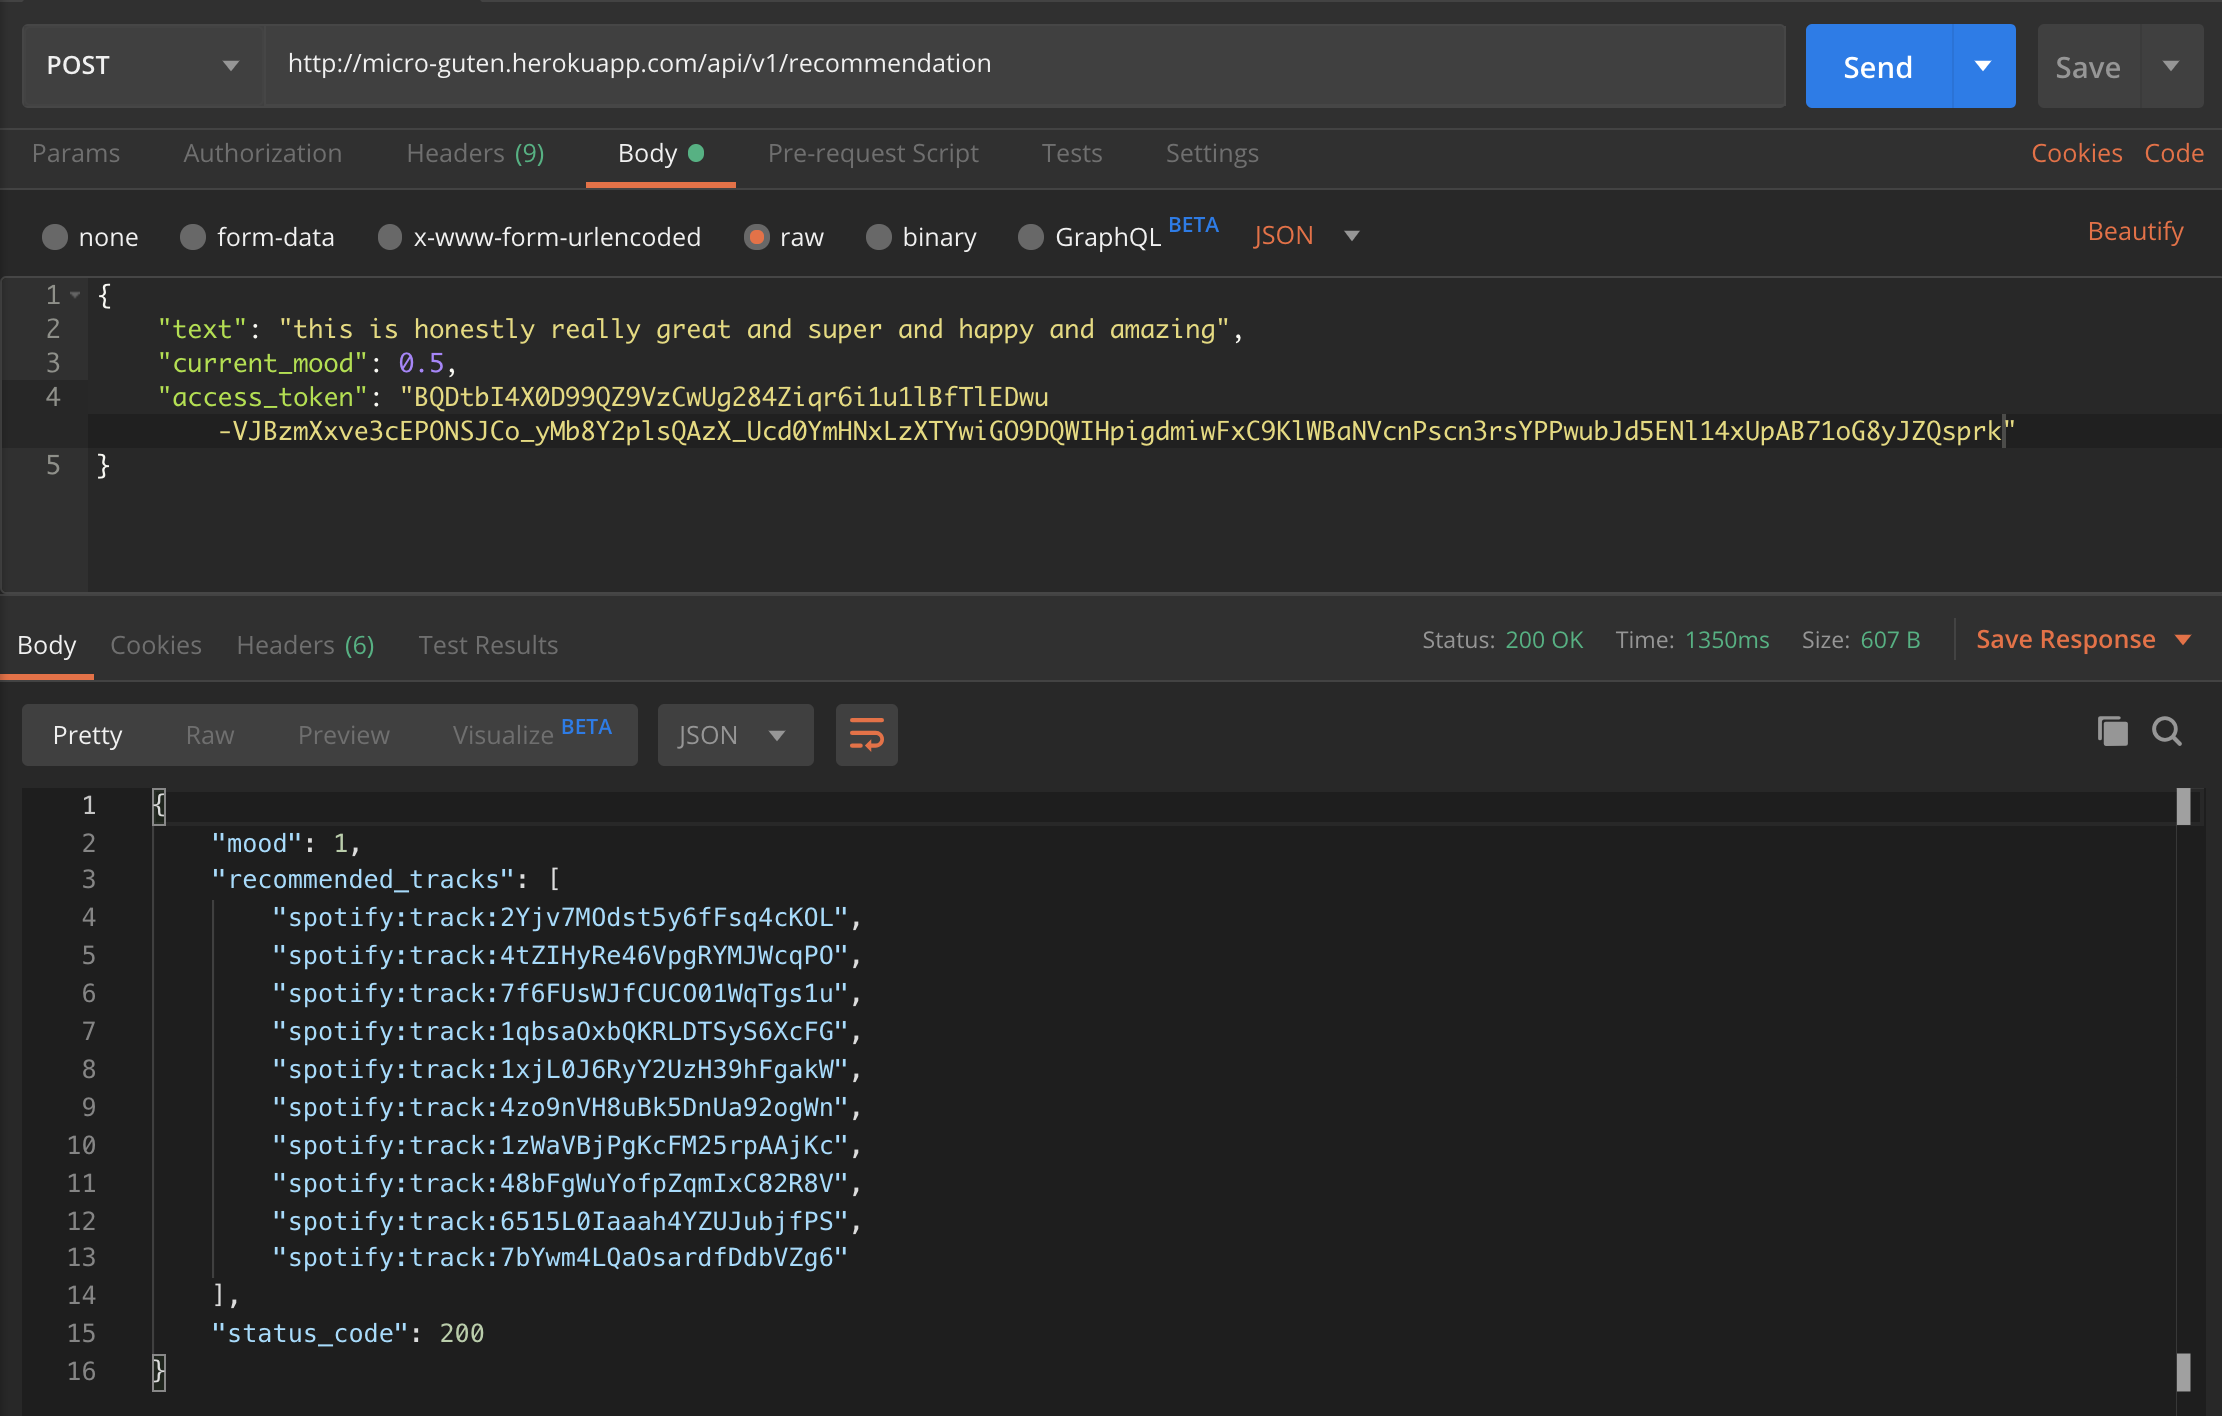 POST http://micro-guten.herokuapp.com/api/v1/recommendation Send Save
Params Authorization Headers (9) Body Pre-request Script Tests Settings Cookies Code
none form-data x-www-form-urlencoded raw binary GraphQL BETA JSON Beautify
1 {
2 "text": "this is honestly really great and super and happy and amazing",
3 "current_mood": 0.5,
4 "access_token": "BQDtbI4X0D99QZ9VzCwUg284Ziqr6i1u1lBfTlEDwu
-VJBzmXxve3cEPONSJCo_yMb8Y2plsQAzX_Ucd0YmHNxLzXTYwiGO9DQWIHpigdmiwFxC9KlWBaNVcnPscn3rsYPPwubJd5ENl14xUpAB71oG8yJZQsprk"
5 }
Body Cookies Headers (6) Test Results Status: 200 OK Time: 1350ms Size: 607 B Save Response
Pretty Raw Preview Visualize BETA JSON
1 {
2 "mood": 1,
3 "recommended_tracks": [
4 "spotify:track:2Yjv7MOdst5y6fFsq4cKOL",
5 "spotify:track:4tZIHyRe46VpgRYMJWcqPO",
6 "spotify:track:7f6FUsWJfCUCO01WqTgs1u",
7 "spotify:track:1qbsaOxbQKRLDTSyS6XcFG",
8 "spotify:track:1xjL0J6RyY2UzH39hFgakW",
9 "spotify:track:4zo9nVH8uBk5DnUa92ogWn",
10 "spotify:track:1zWaVBjPgKcFM25rpAAjKc",
11 "spotify:track:48bFgWuYofpZqmIxC82R8V",
12 "spotify:track:6515L0Iaaah4YZUJubjfPS",
13 "spotify:track:7bYwm4LQaOsardfDdbVZg6"
14 ],
15 "status_code": 200
16 }